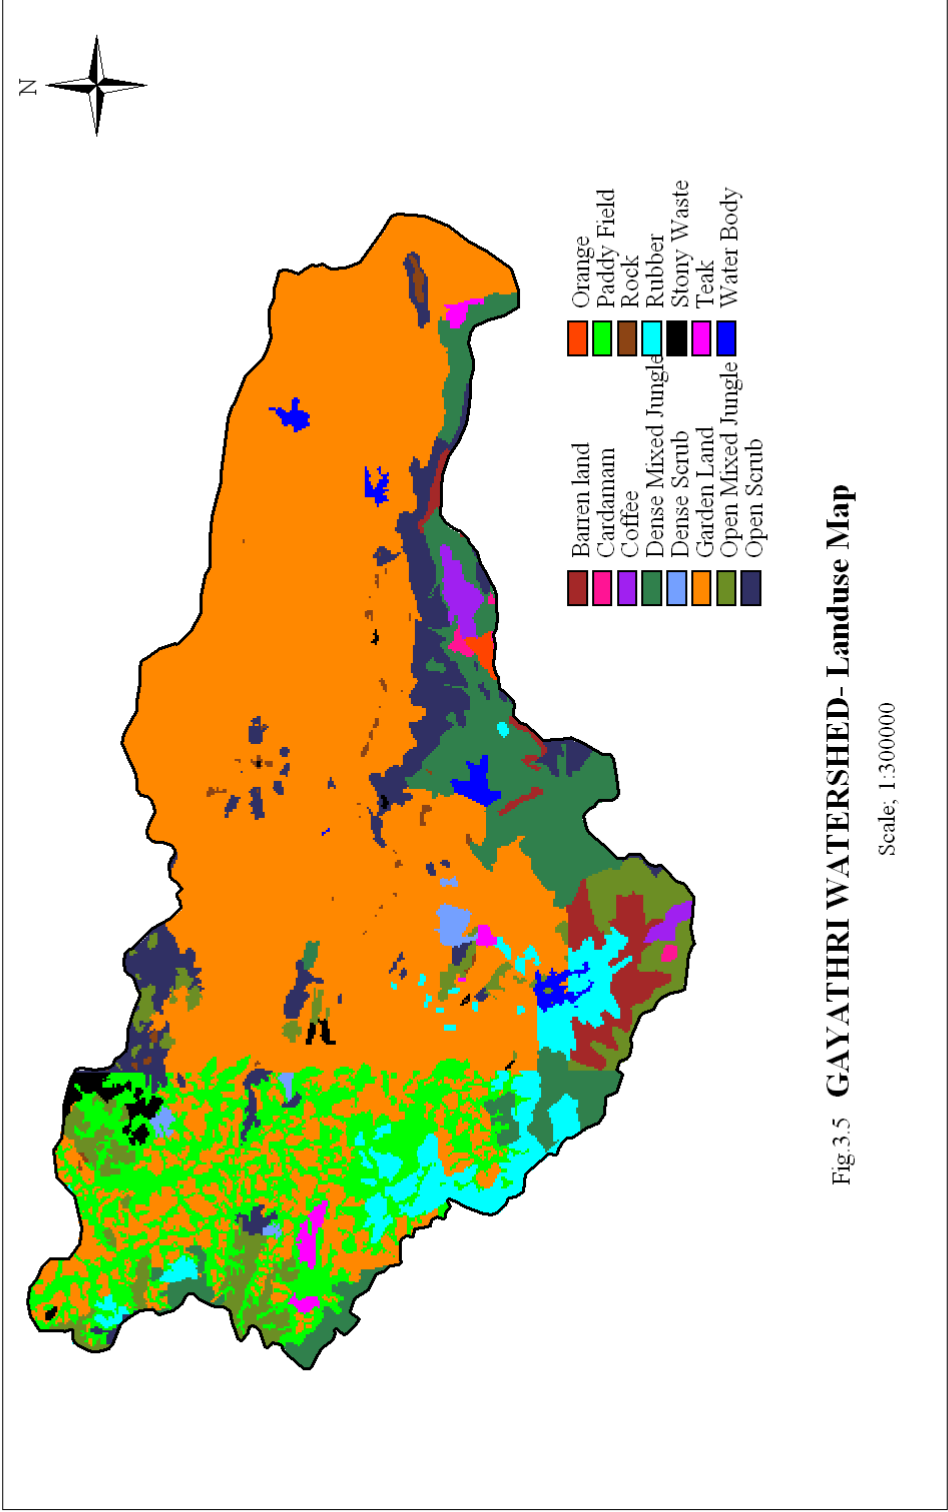 N
Barren land
Cardamam
Coffee
Dense Mixed Jungle
Dense Scrub
Garden Land
Open Mixed Jungle
Open Scrub
Orange
Paddy Field
Rock
Rubber
Stony Waste
Teak
Water Body
Fig.3.5 GAYATHRI WATERSHED- Landuse Map
Scale; 1:300000